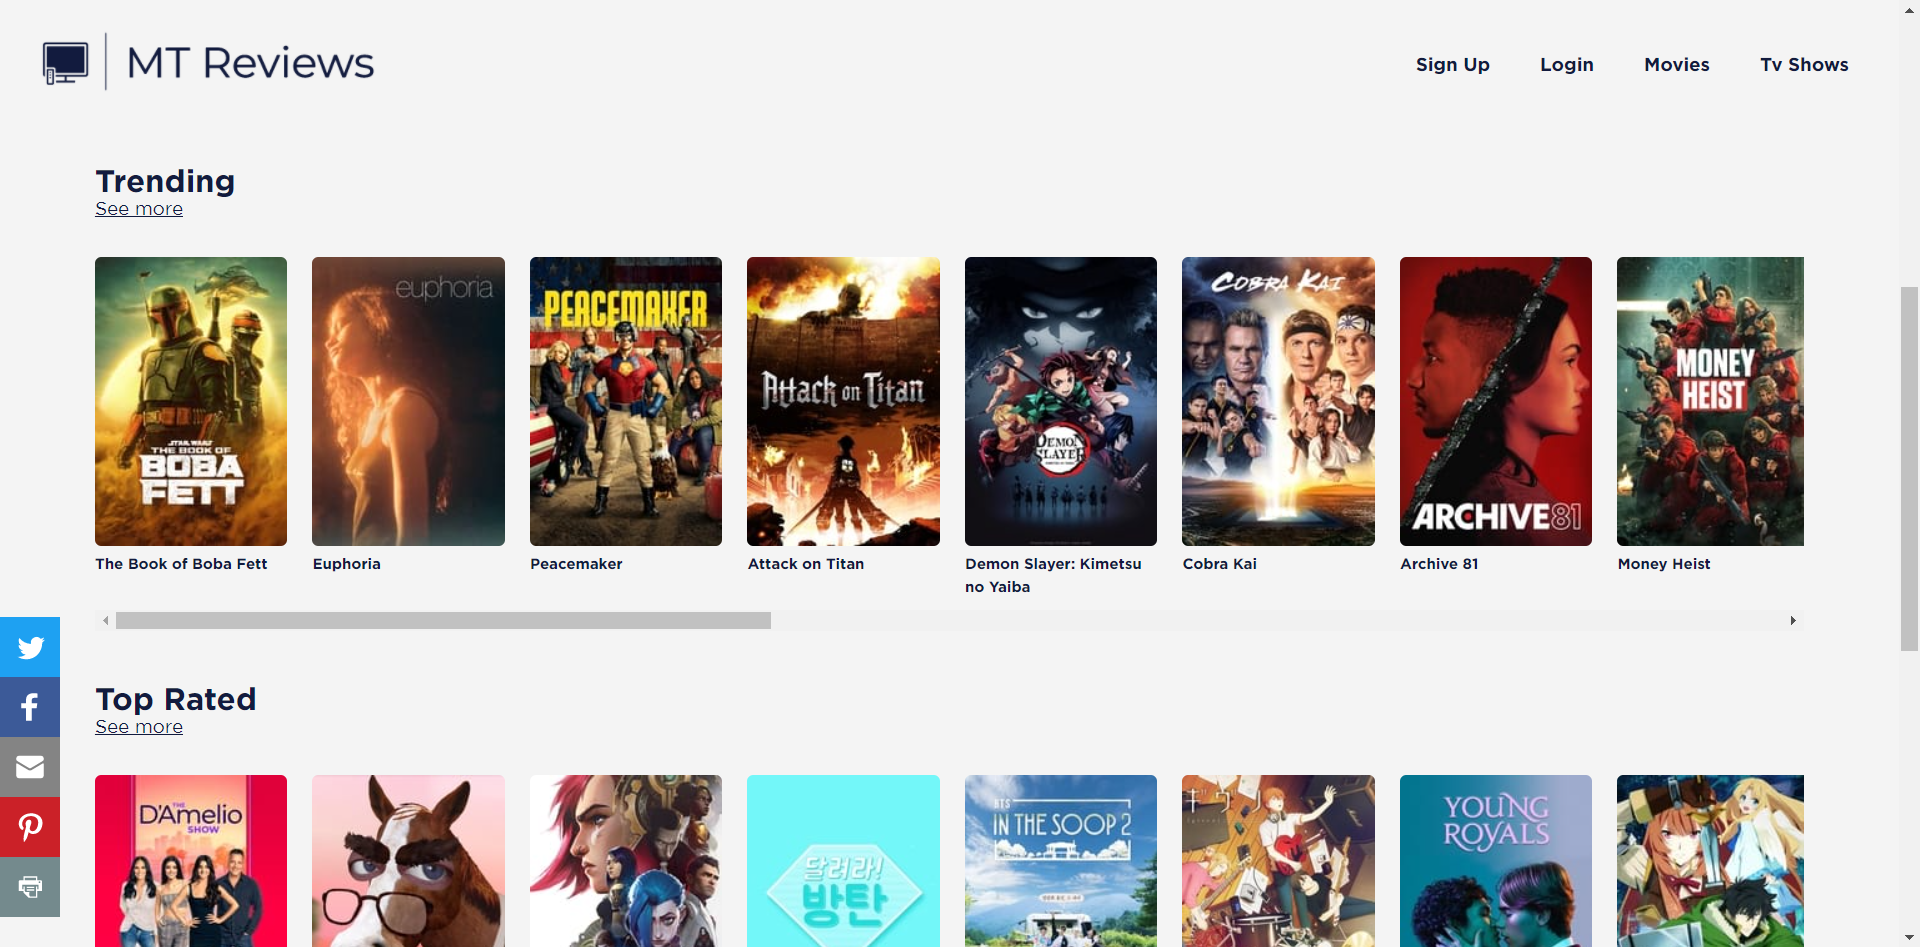 MT Reviews
Sign Up
Login
Movies
Tv Shows
Trending
See more
STAR WARS
THE BOOK OF
BOBA
FETT
euphoria
PEACEMAKER
Attack on Titan
DEMON
SLAYER
COBRA KAI
ARCHIVE 81
MONEY
HEIST
The Book of Boba Fett
Euphoria
Peacemaker
Attack on Titan
Demon Slayer: Kimetsu
no Yaiba
Cobra Kai
Archive 81
Money Heist
Top Rated
See more
THE
D'Amelio
SHOW
달려라!
방탄
BTS
IN THE SOOP 2
ギヴン
YOUNG
ROYALS